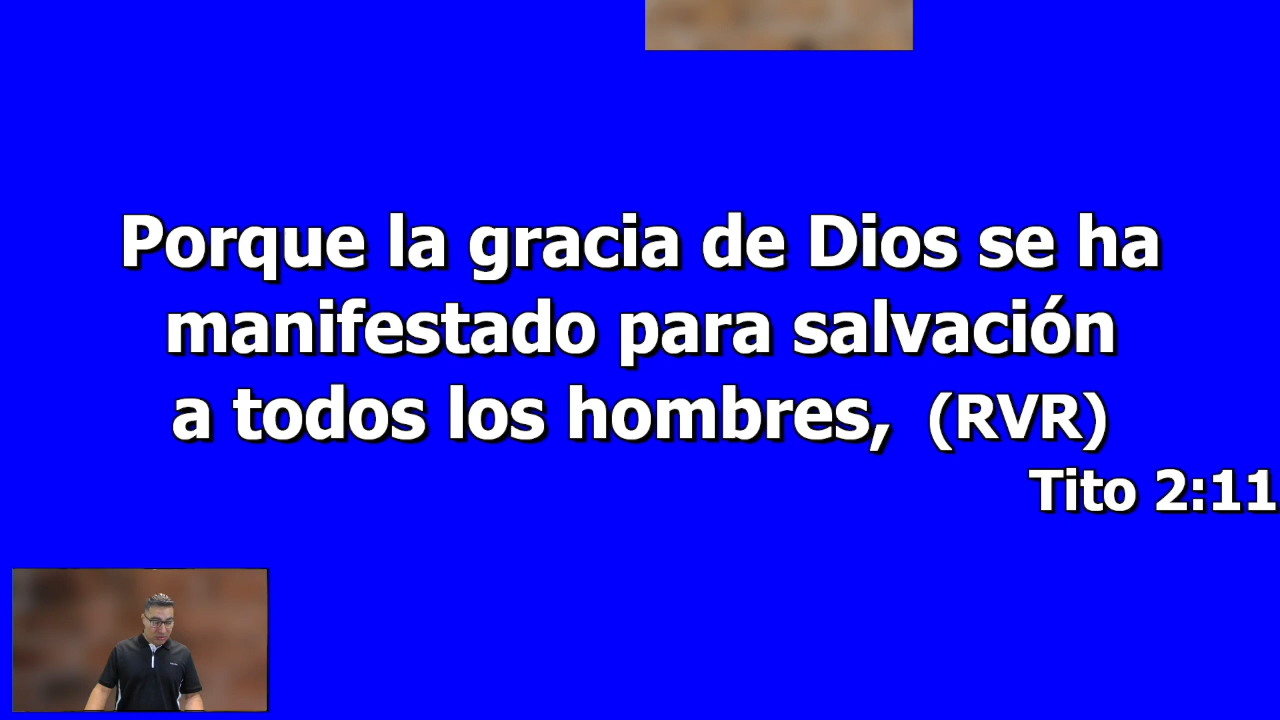 Porque la gracia de Dios se ha
manifestado para salvación
a todos los hombres, (RVR)
Tito 2:11